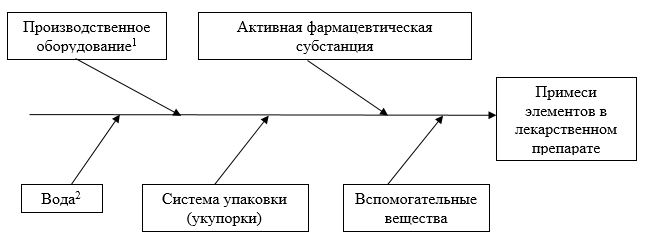 Производственное
оборудование¹
Активная фармацевтическая
субстанция
Примеси
элементов в
лекарственном
препарате
Вода²
Система упаковки
(укупорки)
Вспомогательные
вещества